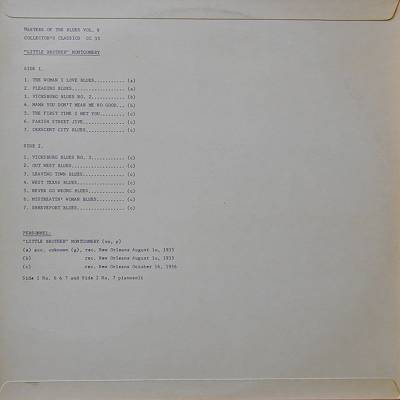 MASTERS OF THE BLUES VOL. 8
COLLECTOR'S CLASSICS CC 35
"LITTLE BROTHER" MONTGOMERY
SIDE 1.
1. THE WOMAN I LOVE BLUES........... (a)
2. PLEADING BLUES................... (a)
3. VICKSBURG BLUES NO. 2............ (a)
4. MAMA YOU DON'T MEAN ME NO GOOD... (b)
5. THE FIRST TIME I MET YOU......... (c)
6. FARISH STREET JIVE............... (c)
7. CRESCENT CITY BLUES.............. (c)
SIDE 2.
1. VICKSBURG BLUES NO. 3............ (c)
2. OUT WEST BLUES................... (c)
3. LEAVING TOWN BLUES............... (c)
4. WEST TEXAS BLUES................. (c)
5. NEVER GO WRONG BLUES............. (c)
6. MISTREATIN' WOMAN BLUES.......... (c)
7. SHREVEPORT BLUES................. (c)
PERSONNEL:
"LITTLE BROTHER" MONTGOMERY (vo, p)
(a) acc. unknown (g), rec. New Orleans August 1935
(b) rec. New Orleans August 1935
(c) rec. New Orleans October 16, 1936
Side 1 No. 6 & 7 and Side 2 No. 7 pianosoli